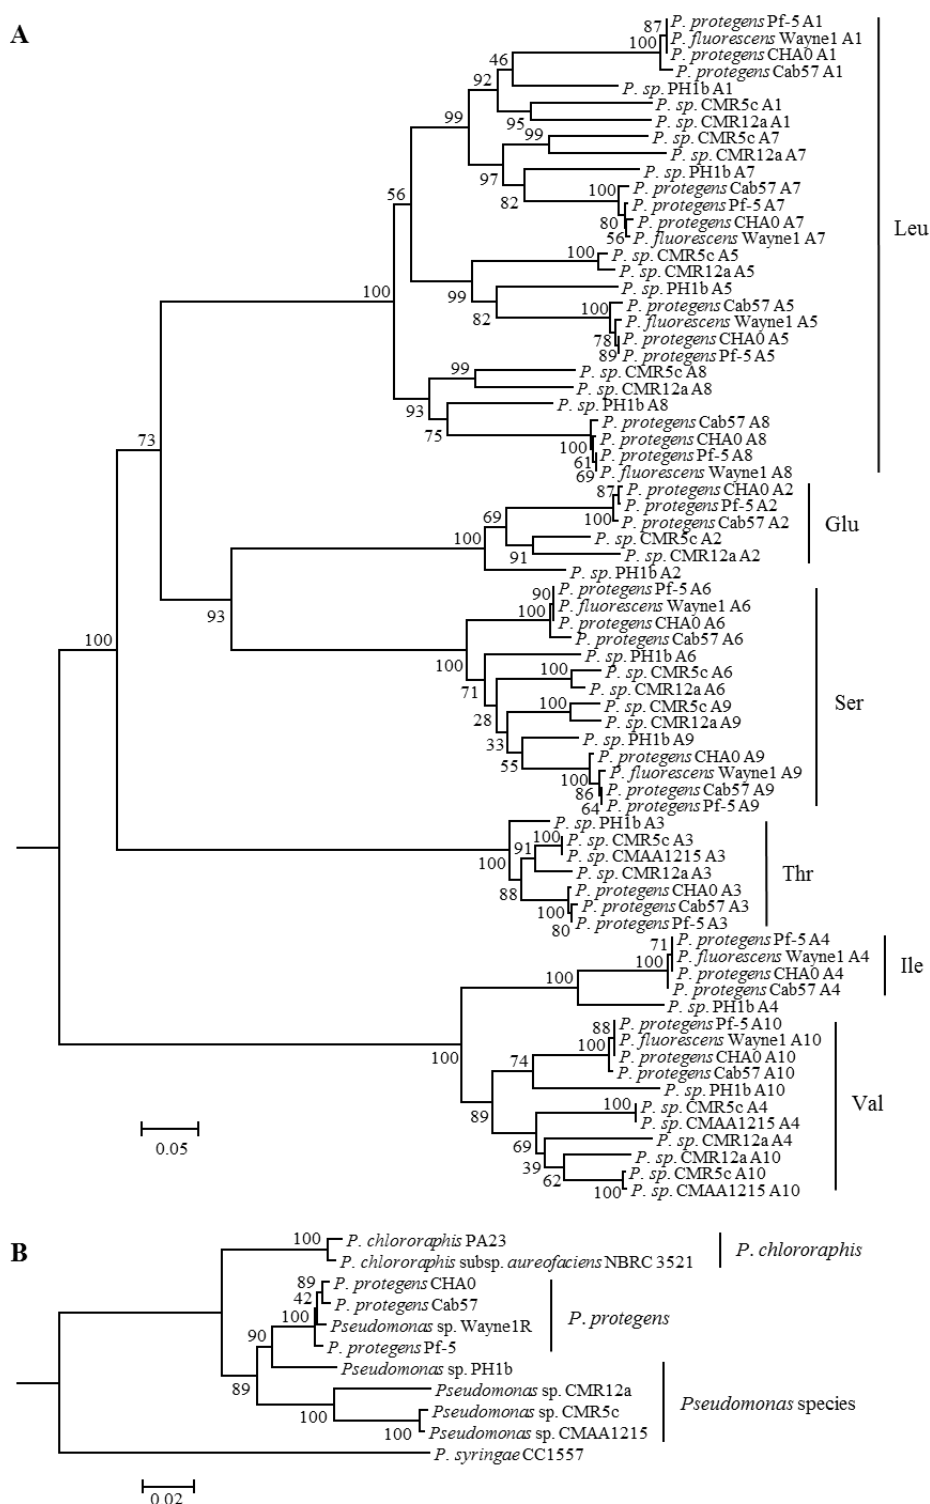 A
87
P. protegens Pf-5 A1
P. fluorescens Wayne1 A1
100
P. protegens CHA0 A1
46
P. protegens Cab57 A1
92
P. sp. PH1b A1
P. sp. CMR5c A1
99
95
P. sp. CMR12a A1
99
P. sp. CMR5c A7
P. sp. CMR12a A7
97
P. sp. PH1b A7
56
82
100
P. protegens Cab57 A7
P. protegens Pf-5 A7
80
P. protegens CHA0 A7
56
P. fluorescens Wayne1 A7
Leu
100
P. sp. CMR5c A5
P. sp. CMR12a A5
100
99
P. sp. PH1b A5
82
100
P. protegens Cab57 A5
P. fluorescens Wayne1 A5
78
P. protegens CHA0 A5
89
P. protegens Pf-5 A5
99
P. sp. CMR5c A8
P. sp. CMR12a A8
93
P. sp. PH1b A8
75
P. protegens Cab57 A8
100
P. protegens CHA0 A8
61
P. protegens Pf-5 A8
69
P. fluorescens Wayne1 A8
73
87
P. protegens CHA0 A2
P. protegens Pf-5 A2
69
100
P. protegens Cab57 A2
Glu
100
P. sp. CMR5c A2
91
P. sp. CMR12a A2
P. sp. PH1b A2
93
90
P. protegens Pf-5 A6
P. fluorescens Wayne1 A6
100
P. protegens CHA0 A6
P. protegens Cab57 A6
100
100
P. sp. PH1b A6
71
100
P. sp. CMR5c A6
P. sp. CMR12a A6
28
100
P. sp. CMR5c A9
P. sp. CMR12a A9
Ser
33
P. sp. PH1b A9
55
P. protegens CHA0 A9
100
P. fluorescens Wayne1 A9
86
P. protegens Cab57 A9
64
P. protegens Pf-5 A9
P. sp. PH1b A3
100
P. sp. CMR5c A3
91
P. sp. CMAA1215 A3
100
P. sp. CMR12a A3
Thr
88
P. protegens CHA0 A3
100
P. protegens Cab57 A3
80
P. protegens Pf-5 A3
71
P. protegens Pf-5 A4
P. fluorescens Wayne1 A4
100
P. protegens CHA0 A4
Ile
100
P. protegens Cab57 A4
P. sp. PH1b A4
100
88
P. protegens Pf-5 A10
P. fluorescens Wayne1 A10
100
P. protegens CHA0 A10
74
P. protegens Cab57 A10
P. sp. PH1b A10
89
100
P. sp. CMR5c A4
Val
P. sp. CMAA1215 A4
69
P. sp. CMR12a A4
39
P. sp. CMR12a A10
62
P. sp. CMR5c A10
100
P. sp. CMAA1215 A10
0.05
B
100
P. chlororaphis PA23
P. chlororaphis subsp. aureofaciens NBRC 3521
P. chlororaphis
89
P. protegens CHA0
42
P. protegens Cab57
100
Pseudomonas sp. Wayne1R
P. protegens Pf-5
P. protegens
90
Pseudomonas sp. PH1b
89
Pseudomonas sp. CMR12a
100
Pseudomonas sp. CMR5c
100
Pseudomonas sp. CMAA1215
Pseudomonas species
P. syringae CC1557
0.02